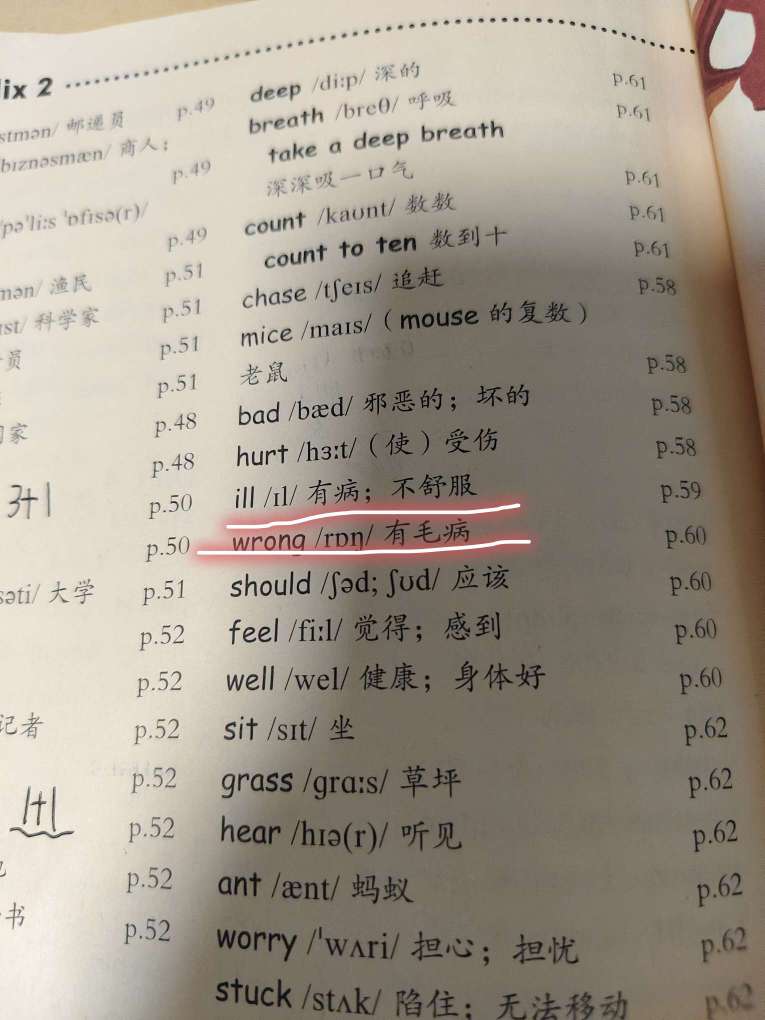 ix 2
stmən/ 邮递员 p.49
bɪznəsmæn/ 商人； p.49
/pəˈliːs ˈɒfɪsə(r)/ p.49
mən/ 渔民 p.51
ɪst/ 科学家 p.51
员 p.51
p.51
家 p.48
p.48
3+1 p.50
p.50
səti/ 大学 p.51
p.52
p.52
记者 p.52
p.52
1+1 p.52
p.52
书 p.52
deep /diːp/ 深的 p.61
breath /breθ/ 呼吸 p.61
take a deep breath
深深吸一口气 p.61
count /kaʊnt/ 数数 p.61
count to ten 数到十 p.61
chase /tʃeɪs/ 追赶 p.58
mice /maɪs/（mouse 的复数）
老鼠 p.58
bad /bæd/ 邪恶的；坏的 p.58
hurt /hɜːt/（使）受伤 p.58
ill /ɪl/ 有病；不舒服 p.59
wrong /rɒŋ/ 有毛病 p.60
should /ʃəd; ʃʊd/ 应该 p.60
feel /fiːl/ 觉得；感到 p.60
well /wel/ 健康；身体好 p.60
sit /sɪt/ 坐 p.62
grass /ɡrɑːs/ 草坪 p.62
hear /hɪə(r)/ 听见 p.62
ant /ænt/ 蚂蚁 p.62
worry /ˈwʌri/ 担心；担忧 p.62
stuck /stʌk/ 陷住；无法移动 p.62